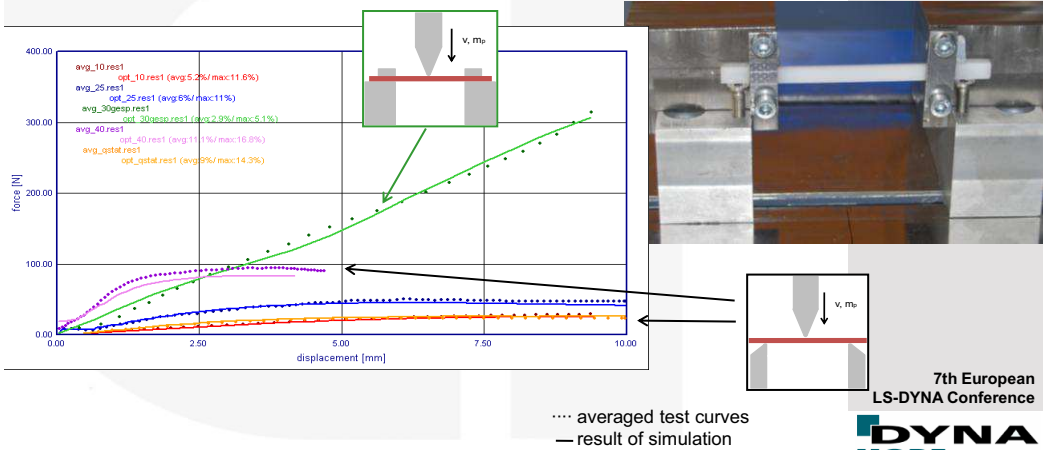 400.00
300.00
200.00
100.00
0.00
force [N]
avg_10.res1
opt_10.res1 (avg:5.2%/ max:11.6%)
avg_25.res1
opt_25.res1 (avg:6%/ max:11%)
avg_30gesp.res1
opt_30gesp.res1 (avg:2.9%/ max:5.1%)
avg_40.res1
opt_40.res1 (avg:11.1%/ max:16.6%)
avg_qstat.res1
opt_qstat.res1 (avg:9%/ max:14.3%)
0.00 2.50 5.00 7.50 10.00
displacement [mm]
v, mₚ
v, mₚ
.... averaged test curves
— result of simulation
7th European
LS-DYNA Conference
DYNA
MORE